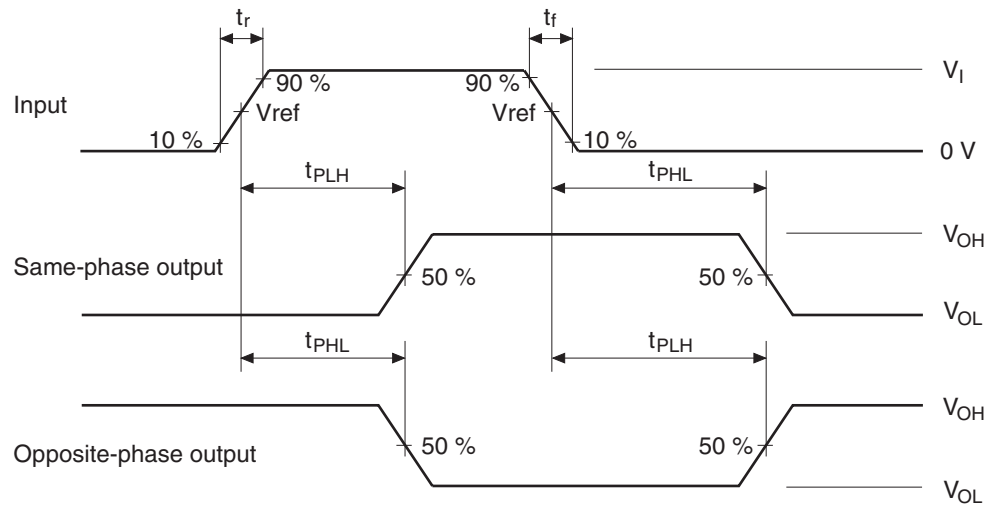 tr tf
VI
90 % 90 %
Input Vref Vref
10 % 10 %
0 V
tPLH tPHL
VOH
Same-phase output 50 % 50 %
VOL
tPHL tPLH
VOH
Opposite-phase output 50 % 50 %
VOL